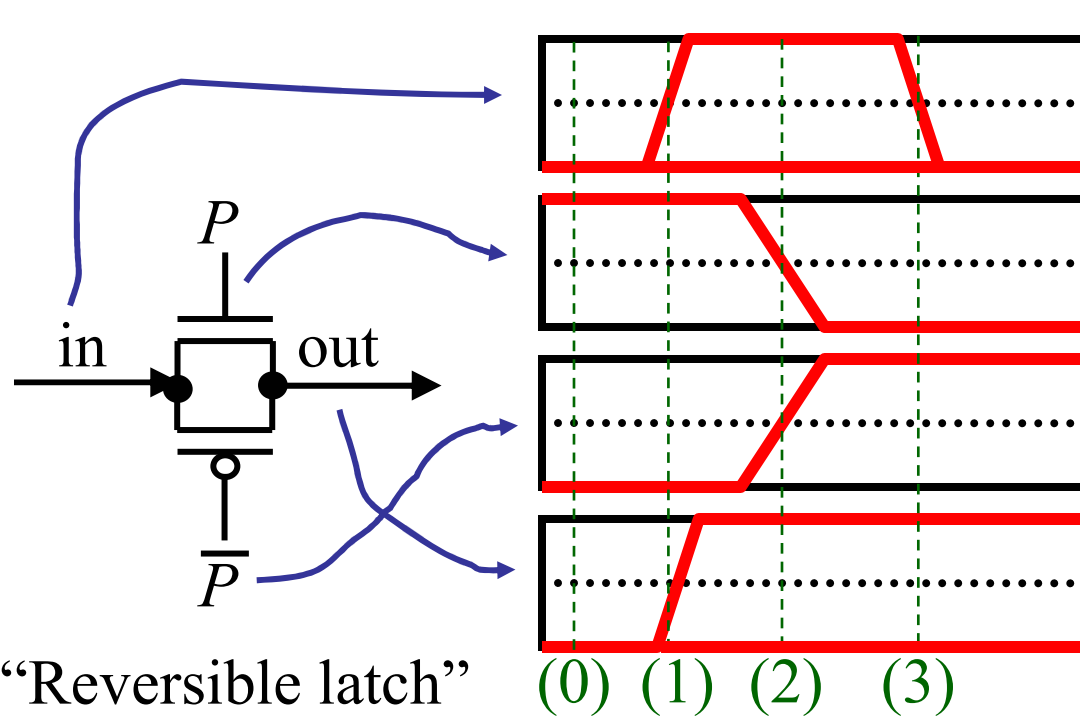 P
in
out
P
“Reversible latch”
(0) (1) (2) (3)